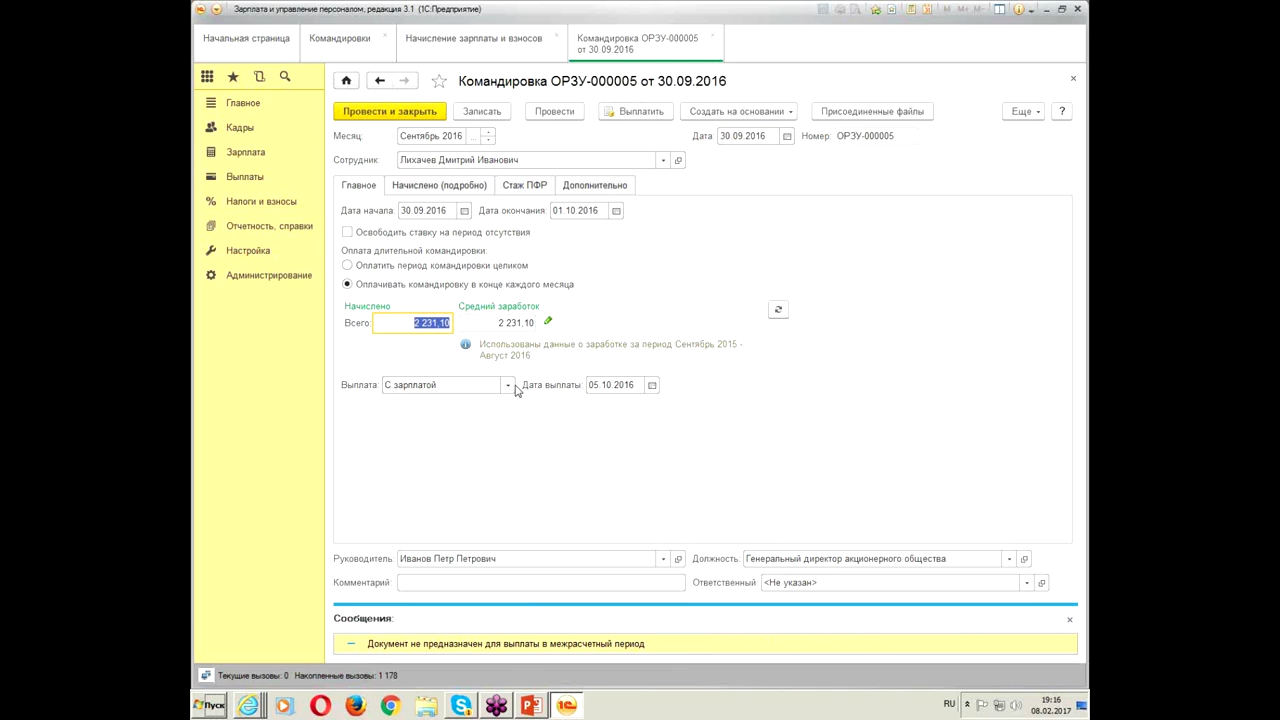 Зарплата и управление персоналом, редакция 3.1 (1С:Предприятие)
M M+ M-
Начальная страница
Командировки
Начисление зарплаты и взносов
Командировка ОРЗУ-000005
от 30.09.2016
Командировка ОРЗУ-000005 от 30.09.2016
Главное
Кадры
Зарплата
Выплаты
Налоги и взносы
Отчетность, справки
Настройка
Администрирование
Провести и закрыть
Записать
Провести
Выплатить
Создать на основании
Присоединенные файлы
Еще
?
Месяц: Сентябрь 2016 ... Дата 30.09.2016 Номер: ОРЗУ-000005
Сотрудник: Лихачев Дмитрий Иванович
Главное
Начислено (подробно)
Стаж ПФР
Дополнительно
Дата начала: 30.09.2016 Дата окончания: 01.10.2016
Освободить ставку на период отсутствия
Оплата длительной командировки:
Оплатить период командировки целиком
Оплачивать командировку в конце каждого месяца
Начислено Средний заработок
Всего: 2 231,10 2 231,10
Использованы данные о заработке за период Сентябрь 2015 -
Август 2016
Выплата: С зарплатой Дата выплаты: 05.10.2016
Руководитель: Иванов Петр Петрович Должность: Генеральный директор акционерного общества
Комментарий: Ответственный: <Не указан>
Сообщения:
Документ не предназначен для выплаты в межрасчетный период
Текущие вызовы: 0 Накопленные вызовы: 1 178
Пуск
RU
19:16
08.02.2017